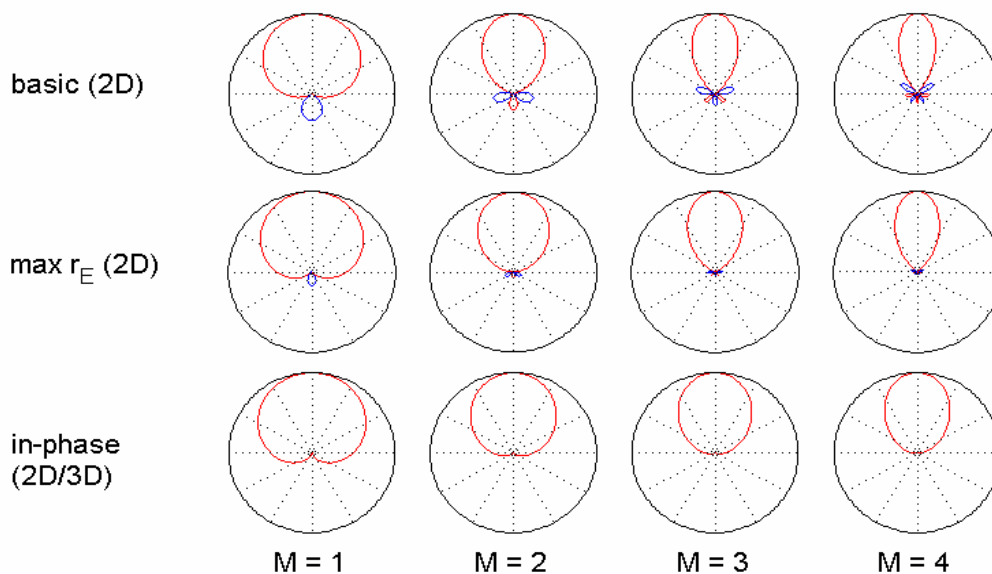 basic (2D)
max r_E (2D)
in-phase
(2D/3D)
M = 1 M = 2 M = 3 M = 4